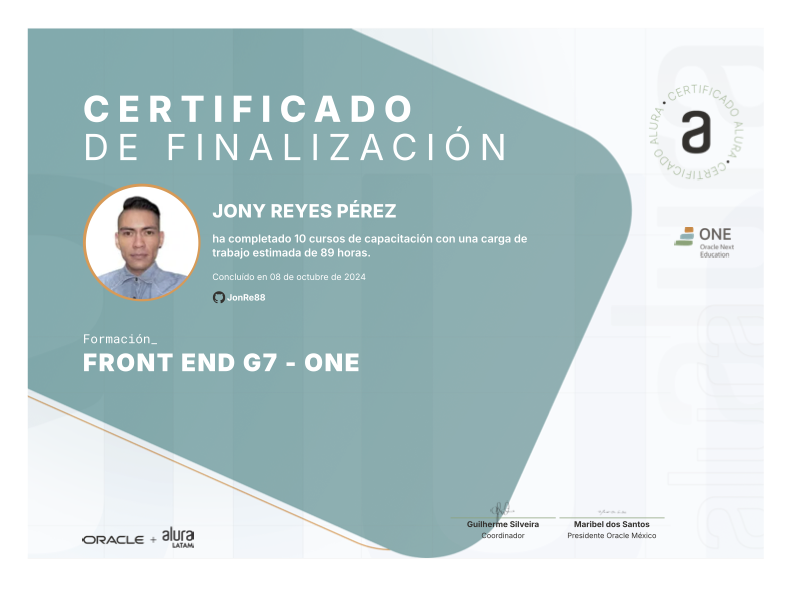 CERTIFICADO
DE FINALIZACIÓN
CERTIFICADO ALURA • CERTIFICADO ALURA •
a
JONY REYES PÉREZ
ha completado 10 cursos de capacitación con una carga de
trabajo estimada de 89 horas.
Concluído en 08 de octubre de 2024
JonRe88
ONE
Oracle Next
Education
Formación_
FRONT END G7 - ONE
ORACLE + alura
LATAM
Guilherme Silveira
Coordinador
Maribel dos Santos
Presidente Oracle México
alura